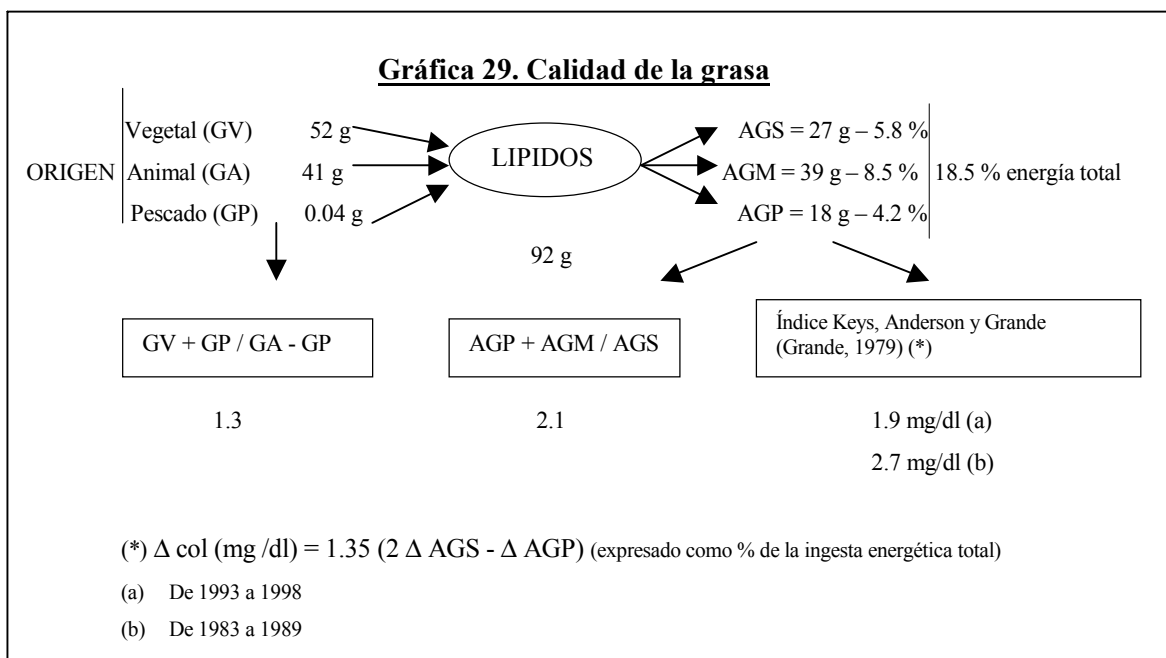 Gráfica 29. Calidad de la grasa
Vegetal (GV) 52 g
ORIGEN Animal (GA) 41 g
Pescado (GP) 0.04 g
LIPIDOS
92 g
AGS = 27 g – 5.8 %
AGM = 39 g – 8.5 % 18.5 % energía total
AGP = 18 g – 4.2 %
GV + GP / GA - GP
1.3
AGP + AGM / AGS
2.1
Índice Keys, Anderson y Grande
(Grande, 1979) (*)
1.9 mg/dl (a)
2.7 mg/dl (b)
(*) Δ col (mg /dl) = 1.35 (2 Δ AGS - Δ AGP) (expresado como % de la ingesta energética total)
(a) De 1993 a 1998
(b) De 1983 a 1989